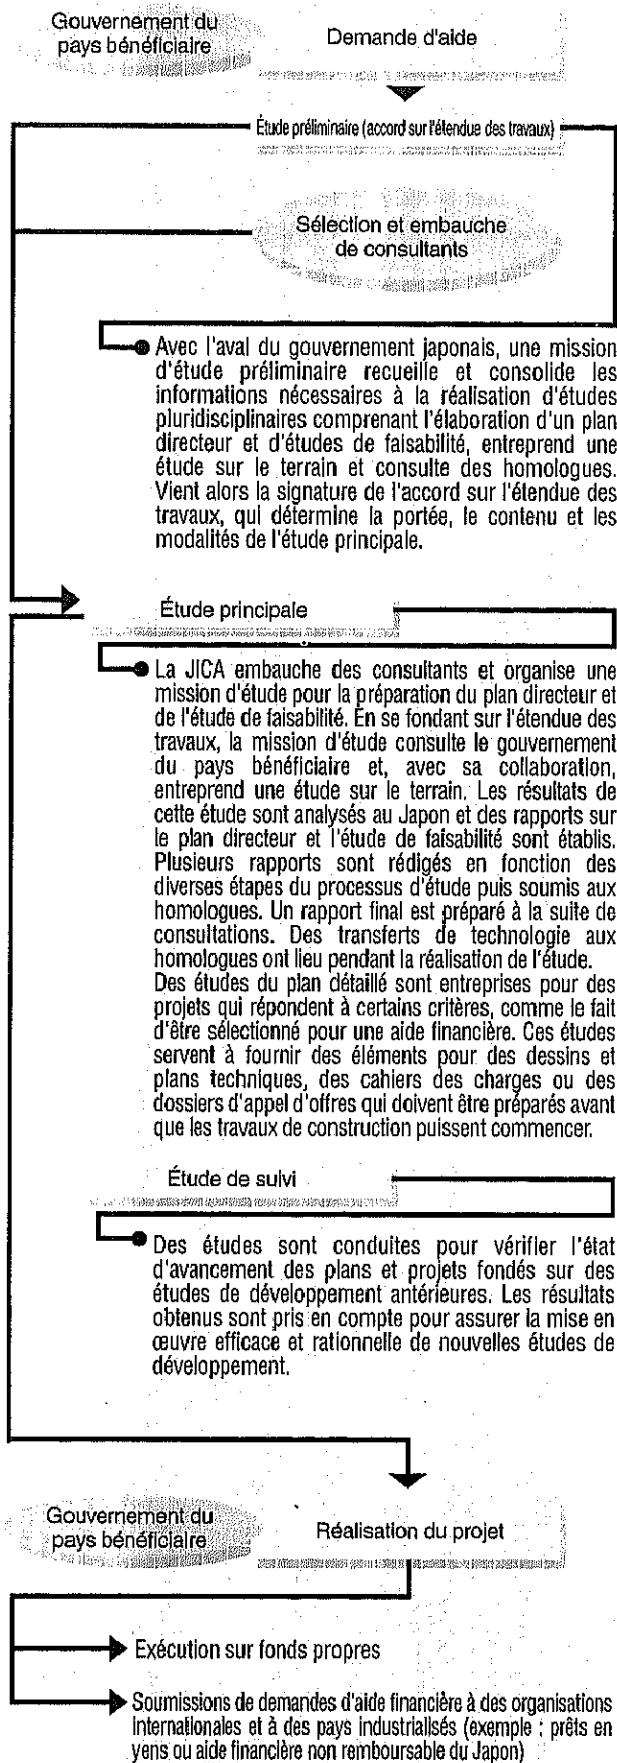 Gouvernement du
pays bénéficiaire
Demande d'aide
Étude préliminaire (accord sur l'étendue des travaux)
Sélection et embauche
de consultants
Avec l'aval du gouvernement japonais, une mission
d'étude préliminaire recueille et consolide les
informations nécessaires à la réalisation d'études
pluridisciplinaires comprenant l'élaboration d'un plan
directeur et d'études de faisabilité, entreprend une
étude sur le terrain et consulte des homologues.
Vient alors la signature de l'accord sur l'étendue des
travaux, qui détermine la portée, le contenu et les
modalités de l'étude principale.
Étude principale
La JICA embauche des consultants et organise une
mission d'étude pour la préparation du plan directeur et
de l'étude de faisabilité. En se fondant sur l'étendue des
travaux, la mission d'étude consulte le gouvernement
du pays bénéficiaire et, avec sa collaboration,
entreprend une étude sur le terrain. Les résultats de
cette étude sont analysés au Japon et des rapports sur
le plan directeur et l'étude de faisabilité sont établis.
Plusieurs rapports sont rédigés en fonction des
diverses étapes du processus d'étude puis soumis aux
homologues. Un rapport final est préparé à la suite de
consultations. Des transferts de technologie aux
homologues ont lieu pendant la réalisation de l'étude.
Des études du plan détaillé sont entreprises pour des
projets qui répondent à certains critères, comme le fait
d'être sélectionné pour une aide financière. Ces études
servent à fournir des éléments pour des dessins et
plans techniques, des cahiers des charges ou des
dossiers d'appel d'offres qui doivent être préparés avant
que les travaux de construction puissent commencer.
Étude de suivi
Des études sont conduites pour vérifier l'état
d'avancement des plans et projets fondés sur des
études de développement antérieures. Les résultats
obtenus sont pris en compte pour assurer la mise en
œuvre efficace et rationnelle de nouvelles études de
développement.
Gouvernement du
pays bénéficiaire
Réalisation du projet
Exécution sur fonds propres
Soumissions de demandes d'aide financière à des organisations
internationales et à des pays industrialisés (exemple : prêts en
yens ou aide financière non remboursable du Japon)